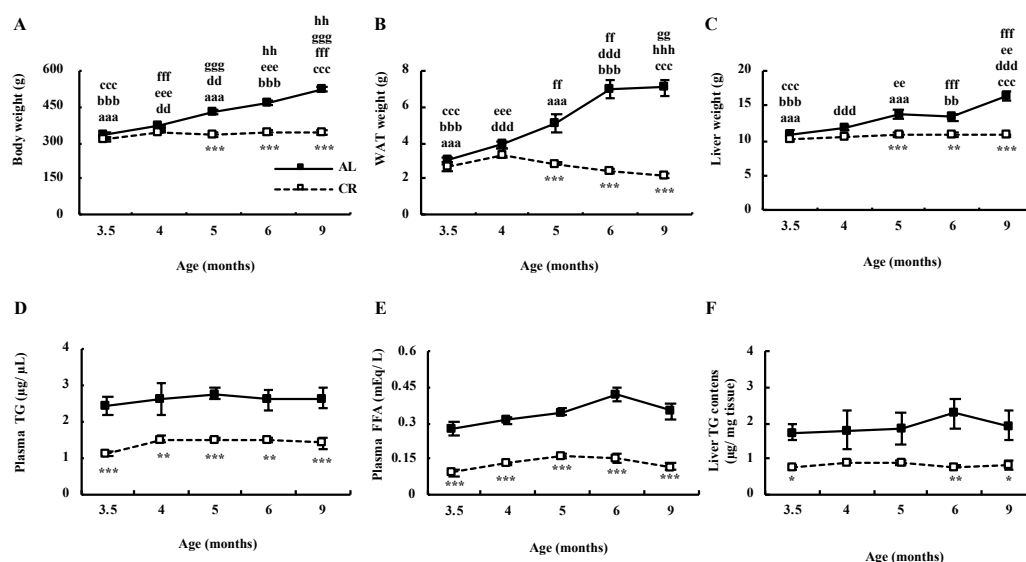 A
Body weight (g)
600
450
300
150
0
ccc
bbb
aaa
fff
eee
dd
ggg
dd
aaa
hh
eee
bbb
hh
ggg
fff
ccc
***
***
***
AL
CR
3.5
4
5
6
9
Age (months)
B
WAT weight (g)
8
6
4
2
0
ccc
bbb
aaa
eee
ddd
ff
aaa
ff
ddd
bbb
gg
hhh
ccc
***
***
***
3.5
4
5
6
9
Age (months)
C
Liver weight (g)
20
15
10
5
0
ccc
bbb
aaa
ddd
ee
aaa
fff
bb
fff
ee
ddd
ccc
***
**
***
3.5
4
5
6
9
Age (months)
D
Plasma TG (μg/ μL)
4
3
2
1
0
***
**
***
**
***
3.5
4
5
6
9
Age (months)
E
Plasma FFA (mEq/ L)
0.6
0.45
0.3
0.15
0
***
***
***
***
***
3.5
4
5
6
9
Age (months)
F
Liver TG contens
(μg/ mg tissue)
4
3
2
1
0
*
**
*
3.5
4
5
6
9
Age (months)